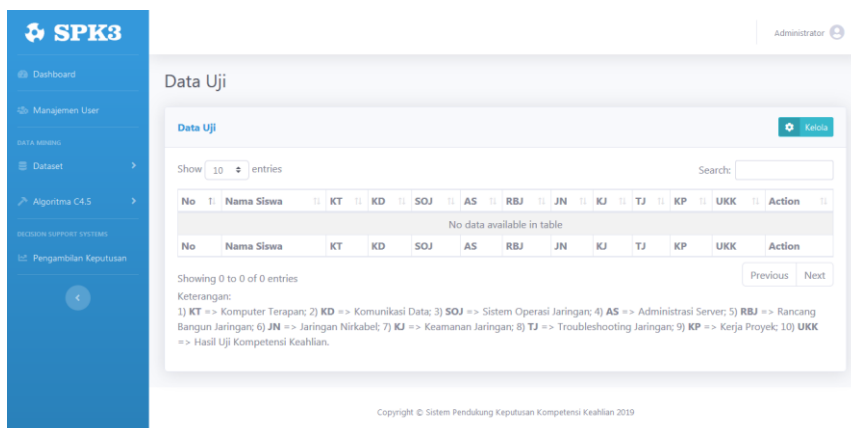 SPK3
Administrator
Dashboard
Manajemen User
DATA MINING
Dataset
Algoritma C4.5
DECISION SUPPORT SYSTEMS
Pengambilan Keputusan
Data Uji
Data Uji
Kelola
Show 10 entries
Search:
No Nama Siswa KT KD SOJ AS RBJ JN KJ TJ KP UKK Action
No data available in table
No Nama Siswa KT KD SOJ AS RBJ JN KJ TJ KP UKK Action
Showing 0 to 0 of 0 entries
Previous Next
Keterangan:
1) KT => Komputer Terapan; 2) KD => Komunikasi Data; 3) SOJ => Sistem Operasi Jaringan; 4) AS => Administrasi Server; 5) RBJ => Rancang
Bangun Jaringan; 6) JN => Jaringan Nirkabel; 7) KJ => Keamanan Jaringan; 8) TJ => Troubleshooting Jaringan; 9) KP => Kerja Proyek; 10) UKK
=> Hasil Uji Kompetensi Keahlian.
Copyright © Sistem Pendukung Keputusan Kompetensi Keahlian 2019